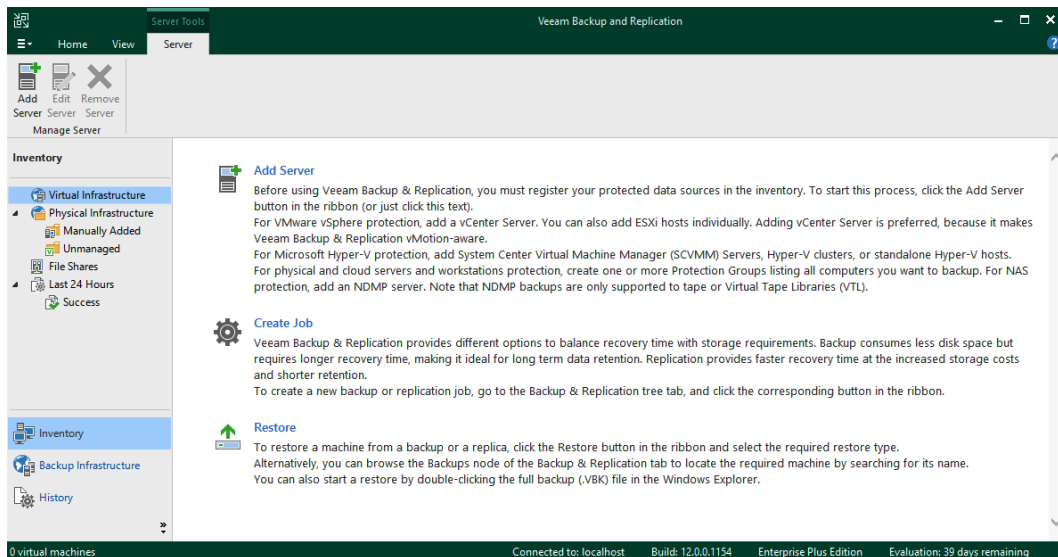 Server Tools
Veeam Backup and Replication
Home View Server
Add Server
Edit Server
Remove Server
Manage Server
Inventory
Virtual Infrastructure
Physical Infrastructure
Manually Added
Unmanaged
File Shares
Last 24 Hours
Success
Inventory
Backup Infrastructure
History
Add Server
Before using Veeam Backup & Replication, you must register your protected data sources in the inventory. To start this process, click the Add Server
button in the ribbon (or just click this text).
For VMware vSphere protection, add a vCenter Server. You can also add ESXi hosts individually. Adding vCenter Server is preferred, because it makes
Veeam Backup & Replication vMotion-aware.
For Microsoft Hyper-V protection, add System Center Virtual Machine Manager (SCVMM) Servers, Hyper-V clusters, or standalone Hyper-V hosts.
For physical and cloud servers and workstations protection, create one or more Protection Groups listing all computers you want to backup. For NAS
protection, add an NDMP server. Note that NDMP backups are only supported to tape or Virtual Tape Libraries (VTL).
Create Job
Veeam Backup & Replication provides different options to balance recovery time with storage requirements. Backup consumes less disk space but
requires longer recovery time, making it ideal for long term data retention. Replication provides faster recovery time at the increased storage costs
and shorter retention.
To create a new backup or replication job, go to the Backup & Replication tree tab, and click the corresponding button in the ribbon.
Restore
To restore a machine from a backup or a replica, click the Restore button in the ribbon and select the required restore type.
Alternatively, you can browse the Backups node of the Backup & Replication tab to locate the required machine by searching for its name.
You can also start a restore by double-clicking the full backup (.VBK) file in the Windows Explorer.
0 virtual machines
Connected to: localhost
Build: 12.0.0.1154
Enterprise Plus Edition
Evaluation: 39 days remaining